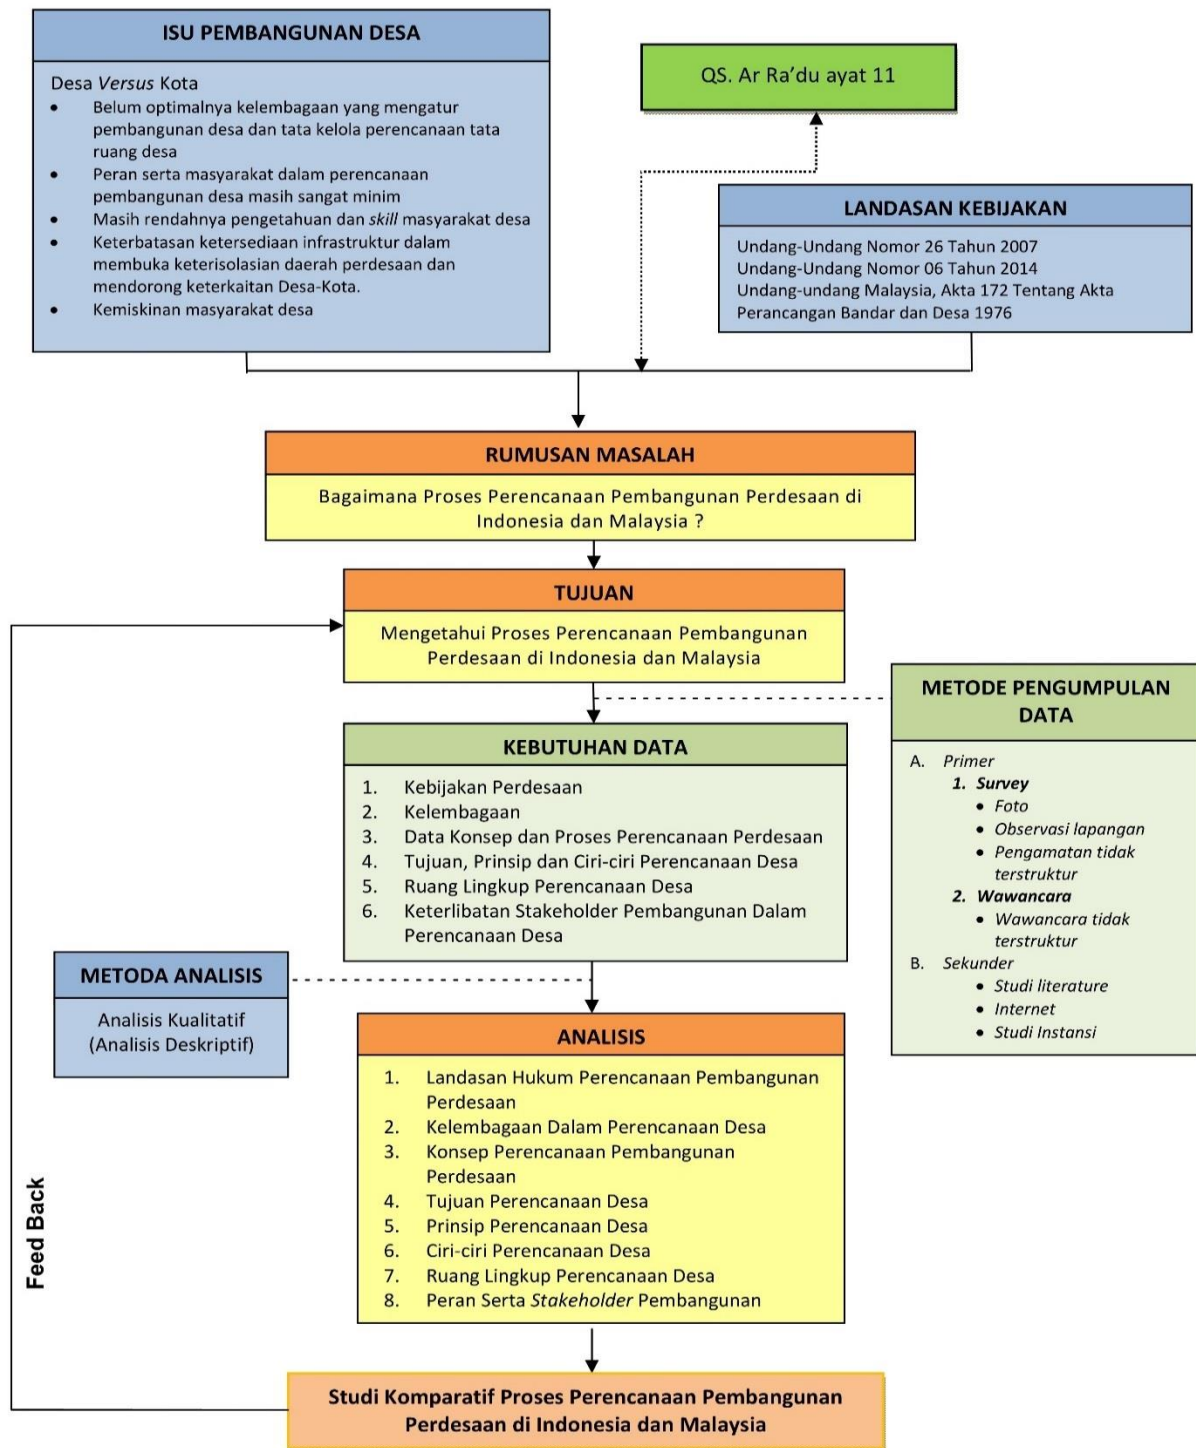 ISU PEMBANGUNAN DESA
Desa Versus Kota
• Belum optimalnya kelembagaan yang mengatur
pembangunan desa dan tata kelola perencanaan tata
ruang desa
• Peran serta masyarakat dalam perencanaan
pembangunan desa masih sangat minim
• Masih rendahnya pengetahuan dan skill masyarakat desa
• Keterbatasan ketersediaan infrastruktur dalam
membuka keterisolasian daerah perdesaan dan
mendorong keterkaitan Desa-Kota.
• Kemiskinan masyarakat desa
QS. Ar Ra’du ayat 11
LANDASAN KEBIJAKAN
Undang-Undang Nomor 26 Tahun 2007
Undang-Undang Nomor 06 Tahun 2014
Undang-undang Malaysia, Akta 172 Tentang Akta
Perancangan Bandar dan Desa 1976
RUMUSAN MASALAH
Bagaimana Proses Perencanaan Pembangunan Perdesaan di
Indonesia dan Malaysia ?
TUJUAN
Mengetahui Proses Perencanaan Pembangunan
Perdesaan di Indonesia dan Malaysia
METODE PENGUMPULAN
DATA
A. Primer
1. Survey
• Foto
• Observasi lapangan
• Pengamatan tidak
terstruktur
2. Wawancara
• Wawancara tidak
terstruktur
B. Sekunder
• Studi literature
• Internet
• Studi Instansi
KEBUTUHAN DATA
1. Kebijakan Perdesaan
2. Kelembagaan
3. Data Konsep dan Proses Perencanaan Perdesaan
4. Tujuan, Prinsip dan Ciri-ciri Perencanaan Desa
5. Ruang Lingkup Perencanaan Desa
6. Keterlibatan Stakeholder Pembangunan Dalam
Perencanaan Desa
METODA ANALISIS
Analisis Kualitatif
(Analisis Deskriptif)
ANALISIS
1. Landasan Hukum Perencanaan Pembangunan
Perdesaan
2. Kelembagaan Dalam Perencanaan Desa
3. Konsep Perencanaan Pembangunan
Perdesaan
4. Tujuan Perencanaan Desa
5. Prinsip Perencanaan Desa
6. Ciri-ciri Perencanaan Desa
7. Ruang Lingkup Perencanaan Desa
8. Peran Serta Stakeholder Pembangunan
Feed Back
Studi Komparatif Proses Perencanaan Pembangunan
Perdesaan di Indonesia dan Malaysia